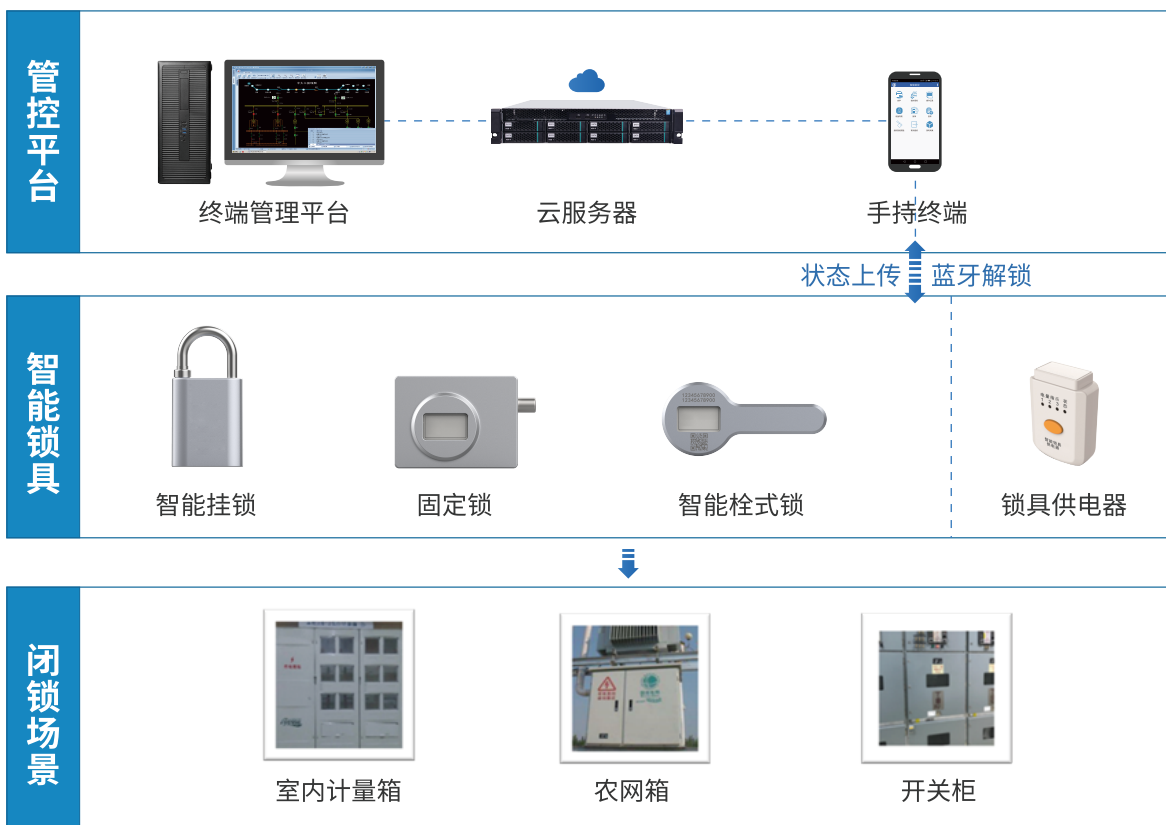 管控平台
终端管理平台
云服务器
手持终端
状态上传
蓝牙解锁
智能锁具
12345678900
12345678900
智能挂锁
固定锁
智能栓式锁
锁具供电器
闭锁场景
室内计量箱
农网箱
开关柜